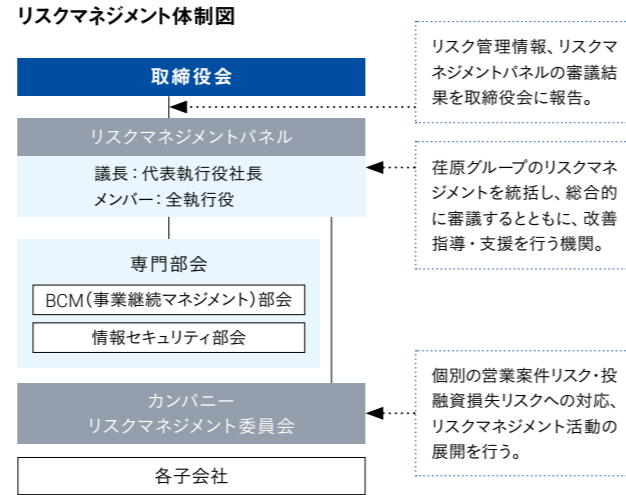 リスクマネジメント体制図
取締役会
リスク管理情報、リスクマ
ネジメントパネルの審議結
果を取締役会に報告。
リスクマネジメントパネル
議長：代表執行役社長
メンバー：全執行役
荏原グループのリスクマネ
ジメントを統括し、総合的
に審議するとともに、改善
指導・支援を行う機関。
専門部会
BCM（事業継続マネジメント）部会
情報セキュリティ部会
カンパニー
リスクマネジメント委員会
個別の営業案件リスク・投
融資損失リスクへの対応、
リスクマネジメント活動の
展開を行う。
各子会社